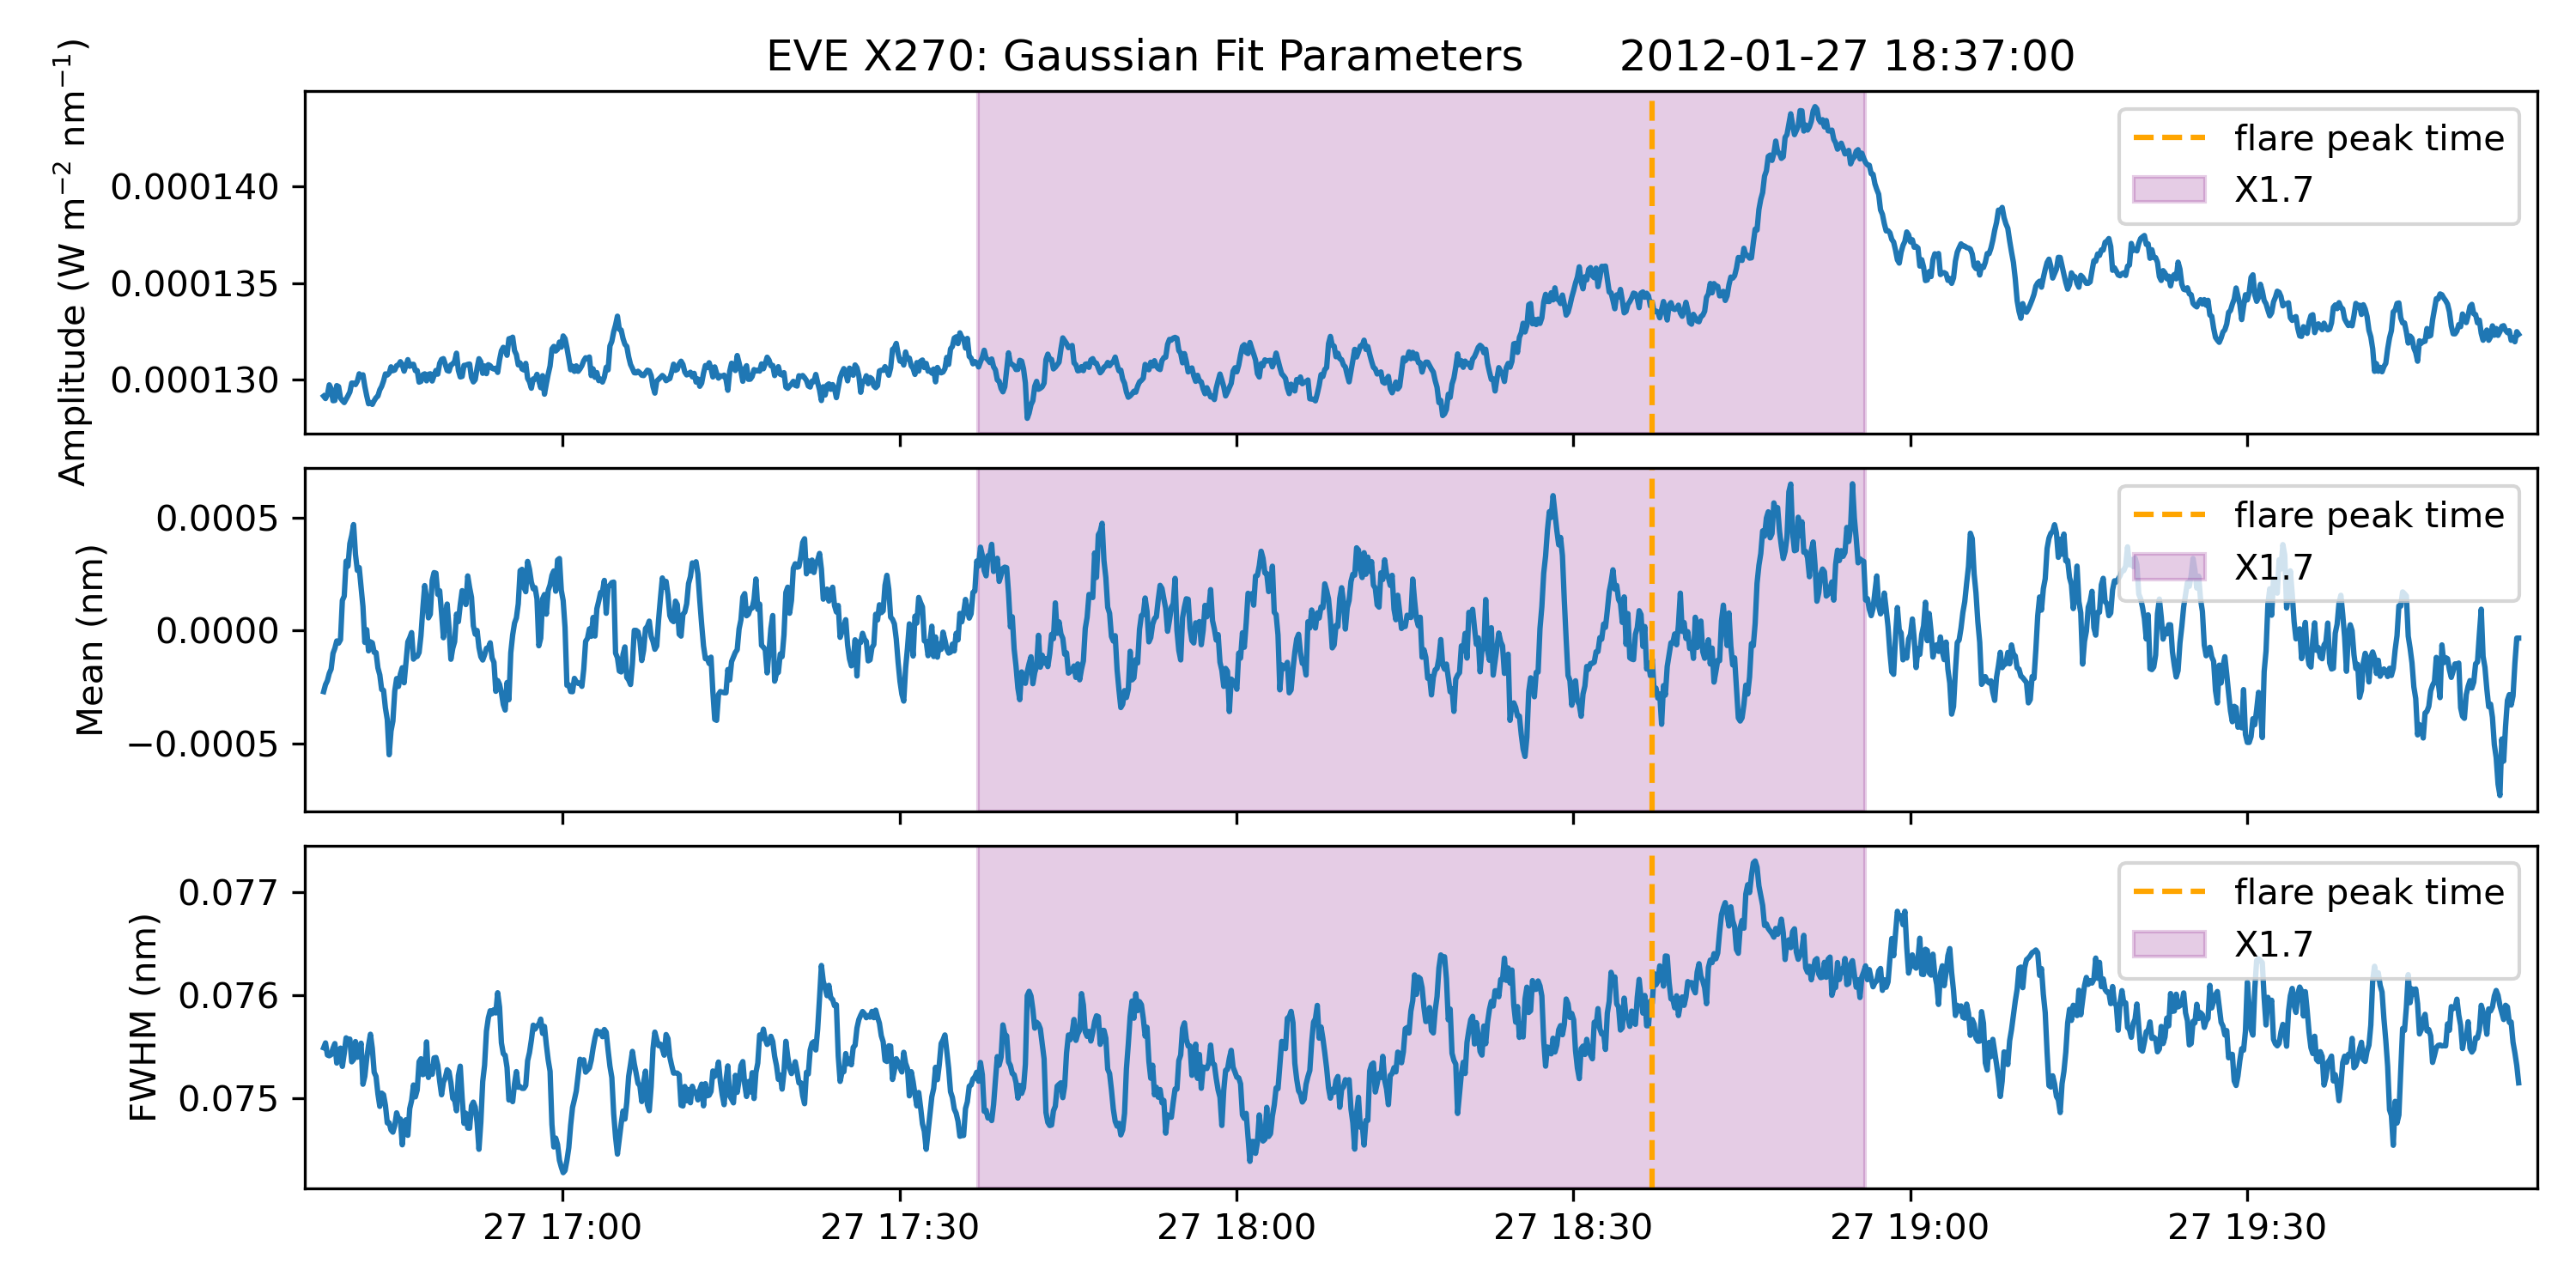 EVE X270: Gaussian Fit Parameters 2012-01-27 18:37:00
Amplitude (W m⁻² nm⁻¹)
0.000140
0.000135
0.000130
flare peak time
X1.7
Mean (nm)
0.0005
0.0000
−0.0005
flare peak time
X1.7
FWHM (nm)
0.077
0.076
0.075
flare peak time
X1.7
27 17:00 27 17:30 27 18:00 27 18:30 27 19:00 27 19:30